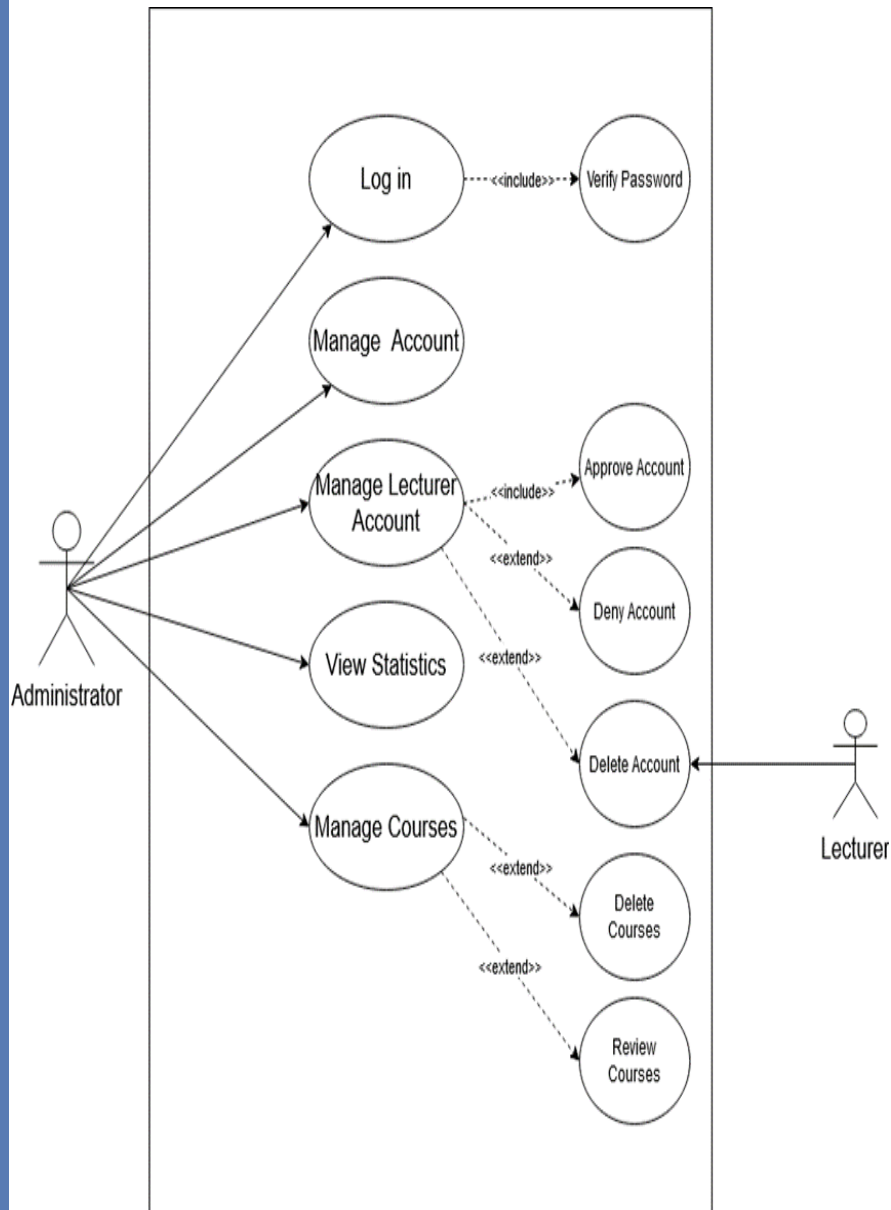 Log in
<<include>>
Verify Password
Manage  Account
Manage Lecturer
Account
<<include>>
Approve Account
<<extend>>
Deny Account
<<extend>>
Administrator
View Statistics
Delete Account
Lecturer
Manage Courses
<<extend>>
Delete
Courses
<<extend>>
Review
Courses